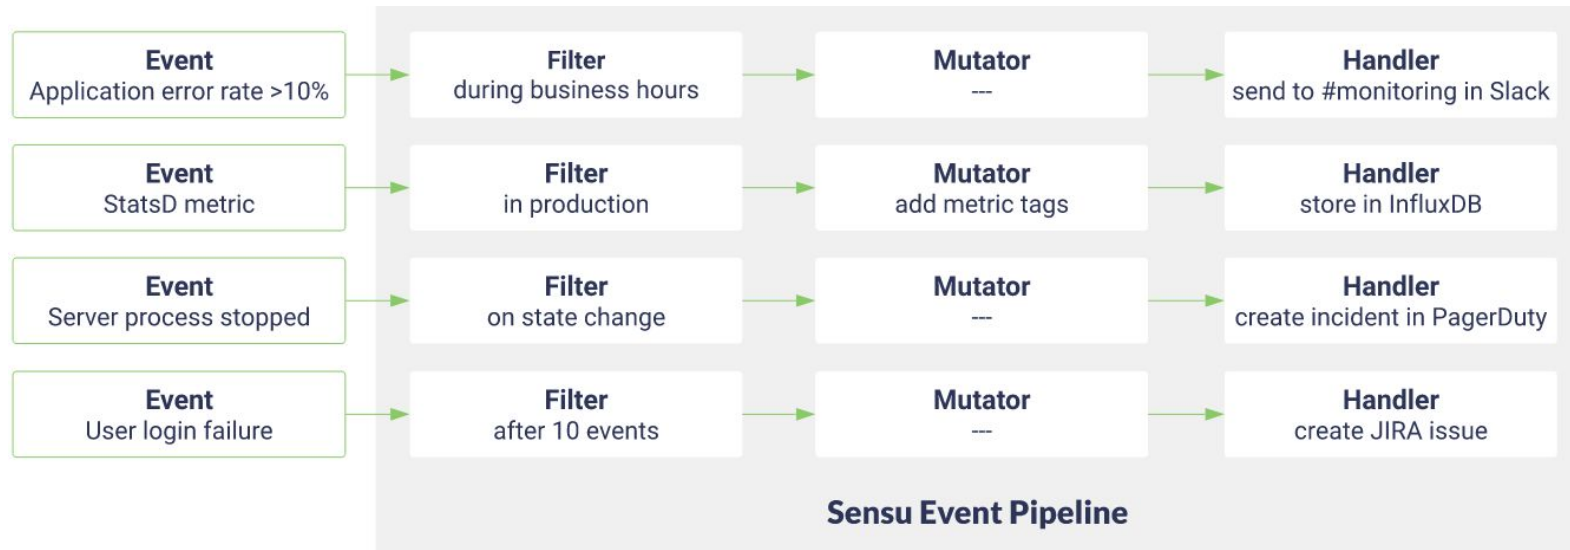 Event
Application error rate >10%
Filter
during business hours
Mutator
---
Handler
send to #monitoring in Slack
Event
StatsD metric
Filter
in production
Mutator
add metric tags
Handler
store in InfluxDB
Event
Server process stopped
Filter
on state change
Mutator
---
Handler
create incident in PagerDuty
Event
User login failure
Filter
after 10 events
Mutator
---
Handler
create JIRA issue
Sensu Event Pipeline